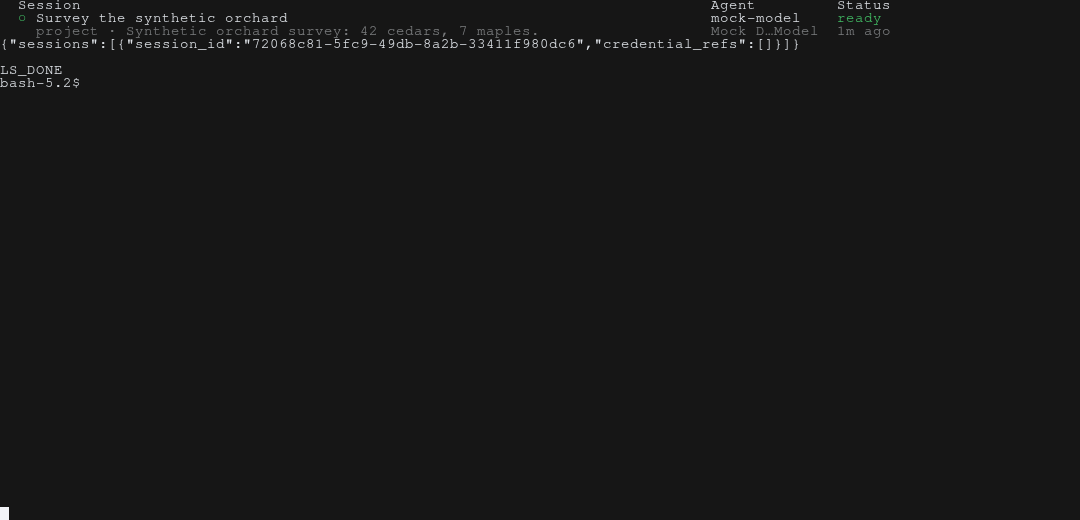 Session Agent Status
○ Survey the synthetic orchard mock-model ready
project · Synthetic orchard survey: 42 cedars, 7 maples. Mock D…Model 1m ago
{"sessions":[{"session_id":"72068c81-5fc9-49db-8a2b-33411f980dc6","credential_refs":[]}]}
LS_DONE
bash-5.2$